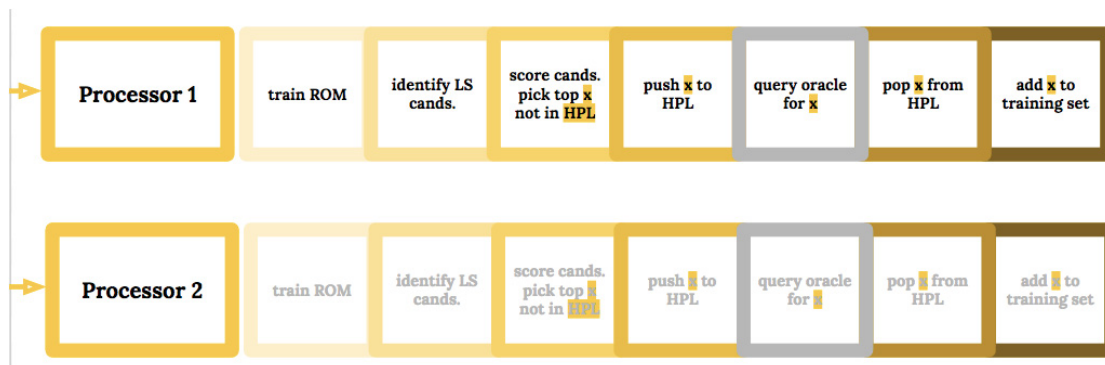 Processor 1
train ROM
identify LS
cands.
score cands.
pick top x
not in HPL
push x to
HPL
query oracle
for x
pop x from
HPL
add x to
training set
Processor 2
train ROM
identify LS
cands.
score cands.
pick top x
not in HPL
push x to
HPL
query oracle
for x
pop x from
HPL
add x to
training set